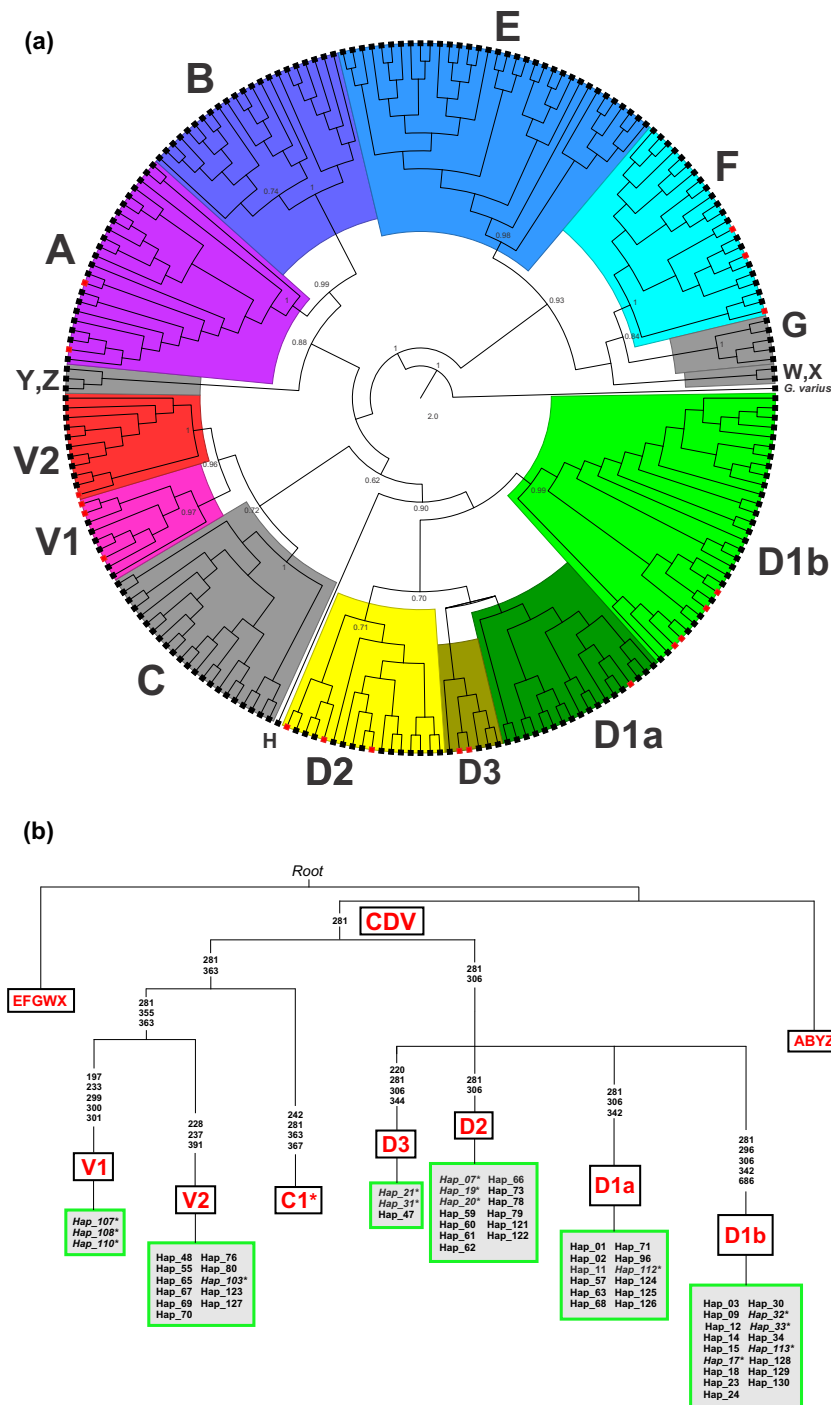 (a)
E
B
F
A
G
W,X
G. varius
Y,Z
V2
V1
C
H
D2
D3
D1a
D1b
0.74
1
0.98
0.99
1
0.93
1
0.84
1
0.88
1
1
2.0
1
0.96
0.62
0.97
0.72
0.90
0.99
1
0.70
0.71
(b)
Root
281
CDV
281
363
281
306
EFGWX
281
355
363
ABYZ
197
233
299
300
301
228
237
391
242
281
363
367
220
281
306
344
281
306
281
306
342
281
296
306
342
686
V1
V2
C1*
D3
D2
D1a
D1b
Hap_107*
Hap_108*
Hap_110*
Hap_48 Hap_76
Hap_55 Hap_80
Hap_65 Hap_103*
Hap_67 Hap_123
Hap_69 Hap_127
Hap_70
Hap_21*
Hap_31*
Hap_47
Hap_07* Hap_66
Hap_19* Hap_73
Hap_20* Hap_78
Hap_59 Hap_79
Hap_60 Hap_121
Hap_61 Hap_122
Hap_62
Hap_01 Hap_71
Hap_02 Hap_96
Hap_11 Hap_112*
Hap_57 Hap_124
Hap_63 Hap_125
Hap_68 Hap_126
Hap_03 Hap_30
Hap_09 Hap_32*
Hap_12 Hap_33*
Hap_14 Hap_34
Hap_15 Hap_113*
Hap_17* Hap_128
Hap_18 Hap_129
Hap_23 Hap_130
Hap_24